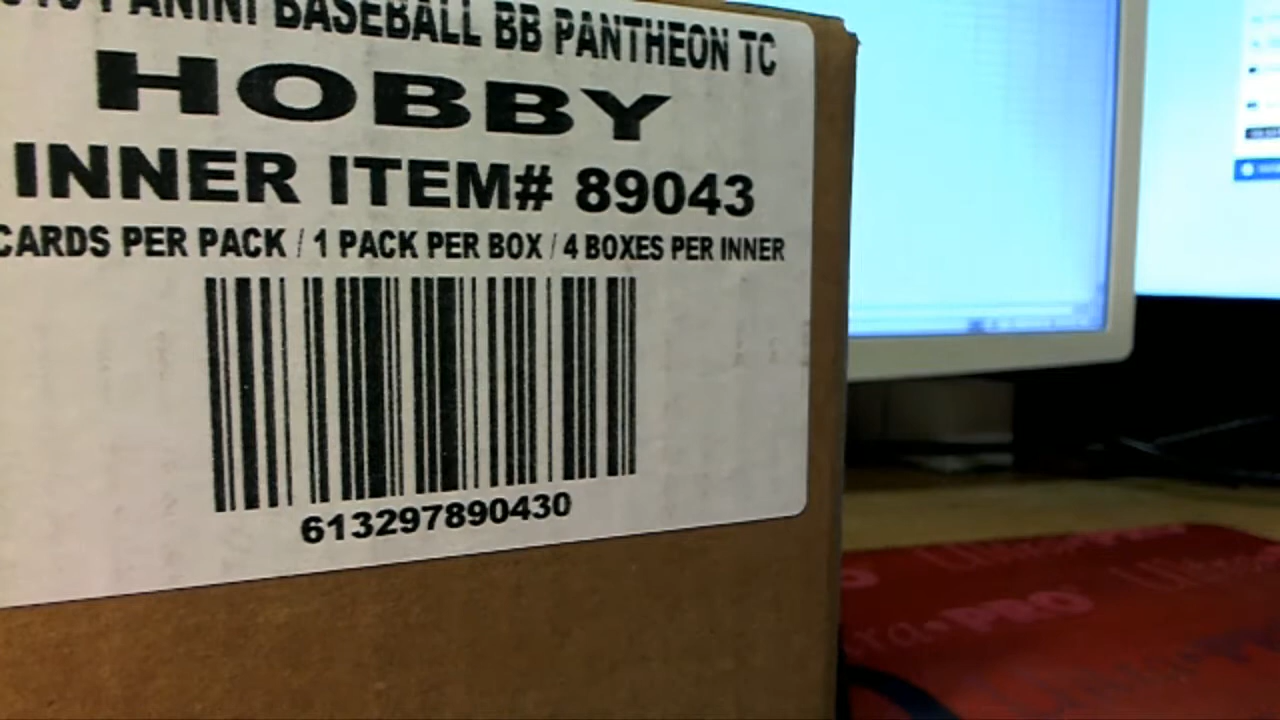 PANINI BASEBALL BB PANTHEON TC
HOBBY
INNER ITEM# 89043
CARDS PER PACK / 1 PACK PER BOX / 4 BOXES PER INNER
613297890430
PRO